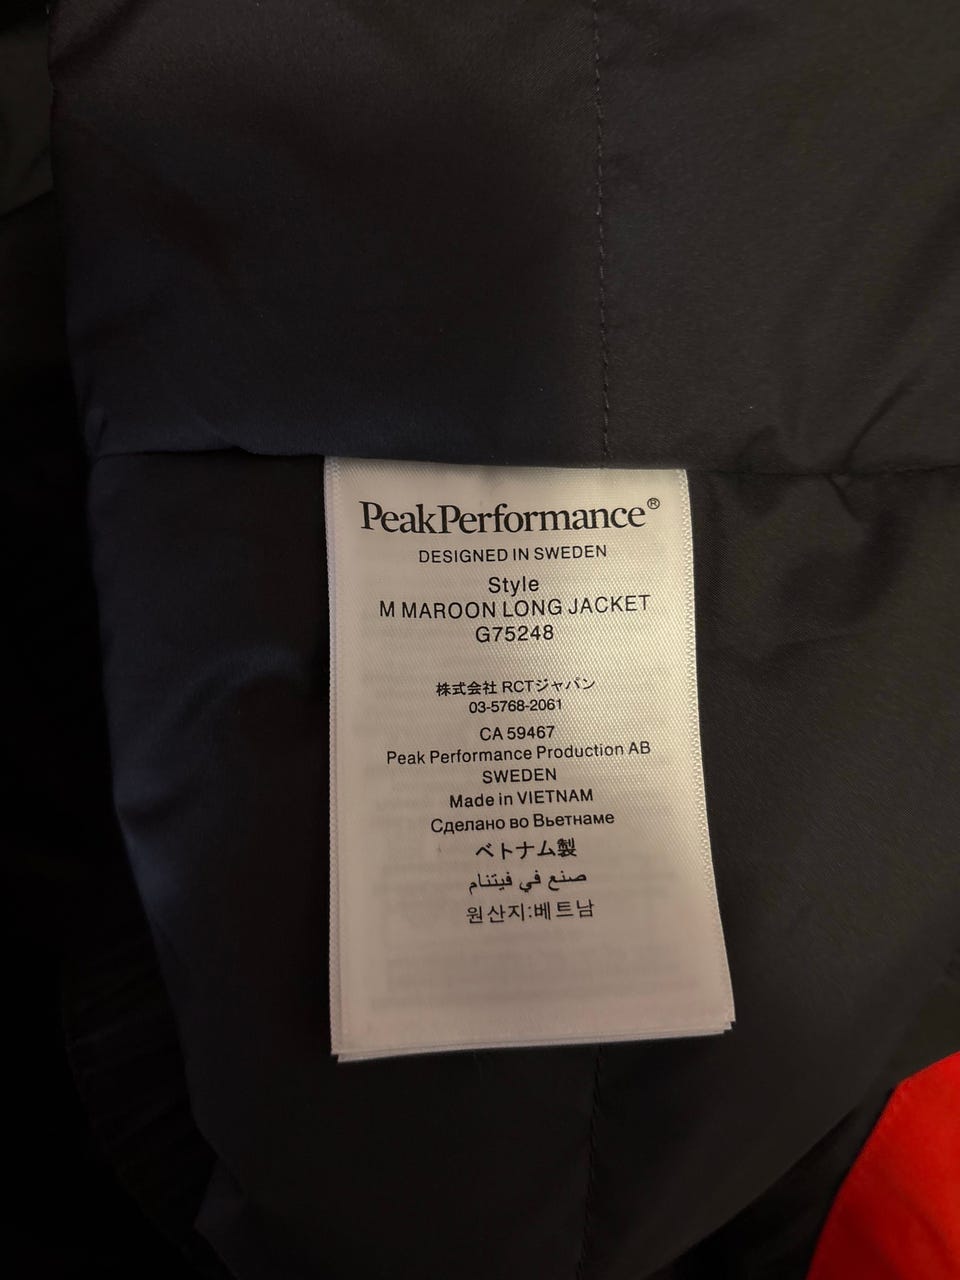 PeakPerformance®
DESIGNED IN SWEDEN
Style
M MAROON LONG JACKET
G75248
株式会社 RCTジャパン
03-5768-2061
CA 59467
Peak Performance Production AB
SWEDEN
Made in VIETNAM
Сделано во Вьетнаме
ベトナム製
صنع في فيتنام
원산지:베트남